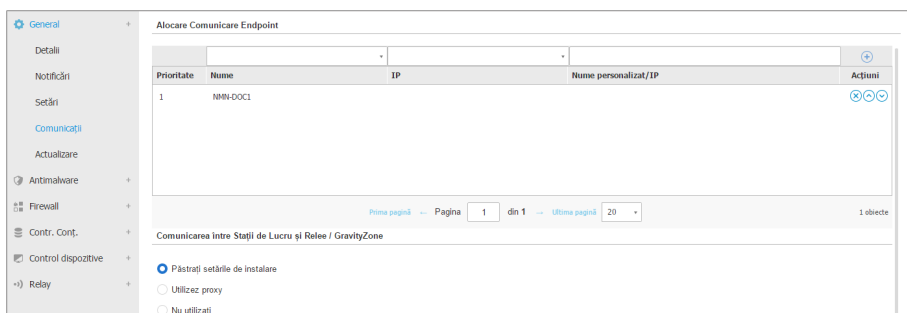 General +
Detalii
Notificări
Setări
Comunicații
Actualizare
Antimalware +
Firewall +
Contr. Conț. +
Control dispozitive +
Relay +
Alocare Comunicare Endpoint
Prioritate Nume IP Nume personalizat/IP Acțiuni
1 NMN-DOC1
Prima pagină ← Pagina 1 din 1 → Ultima pagină 20 1 obiecte
Comunicarea între Stații de Lucru și Relee / GravityZone
Păstrați setările de instalare
Utilizez proxy
Nu utilizați